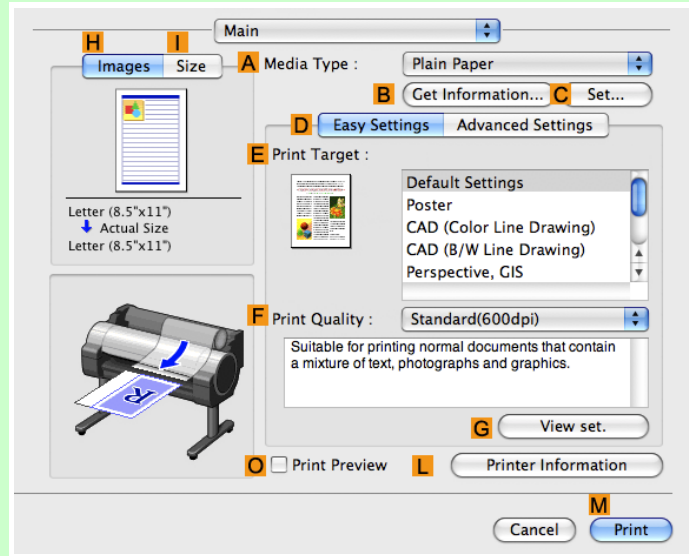 Main
H I
Images Size
A Media Type : Plain Paper
B Get Information... C Set...
D Easy Settings Advanced Settings
E Print Target :
Default Settings
Poster
CAD (Color Line Drawing)
CAD (B/W Line Drawing)
Perspective, GIS
Letter (8.5"x11")
Actual Size
Letter (8.5"x11")
F Print Quality : Standard(600dpi)
Suitable for printing normal documents that contain
a mixture of text, photographs and graphics.
R
G View set.
O Print Preview L Printer Information
M
Cancel Print